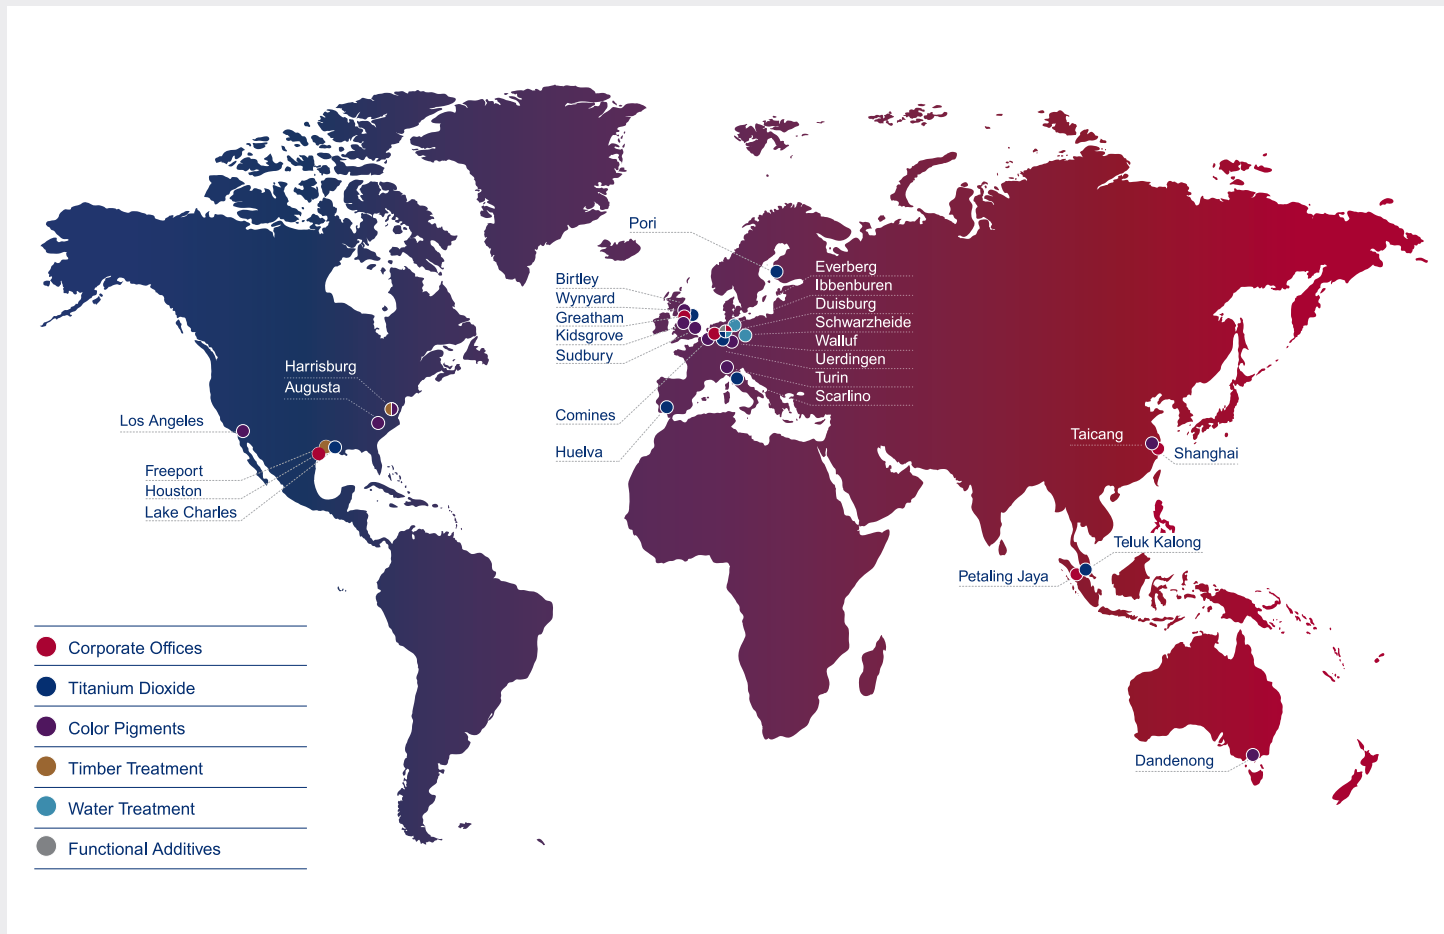 Pori
Birtley
Wynyard
Greatham
Kidsgrove
Sudbury
Comines
Huelva
Everberg
Ibbenburen
Duisburg
Schwarzheide
Walluf
Uerdingen
Turin
Scarlino
Harrisburg
Augusta
Los Angeles
Freeport
Houston
Lake Charles
Taicang
Shanghai
Teluk Kalong
Petaling Jaya
Dandenong
Corporate Offices
Titanium Dioxide
Color Pigments
Timber Treatment
Water Treatment
Functional Additives